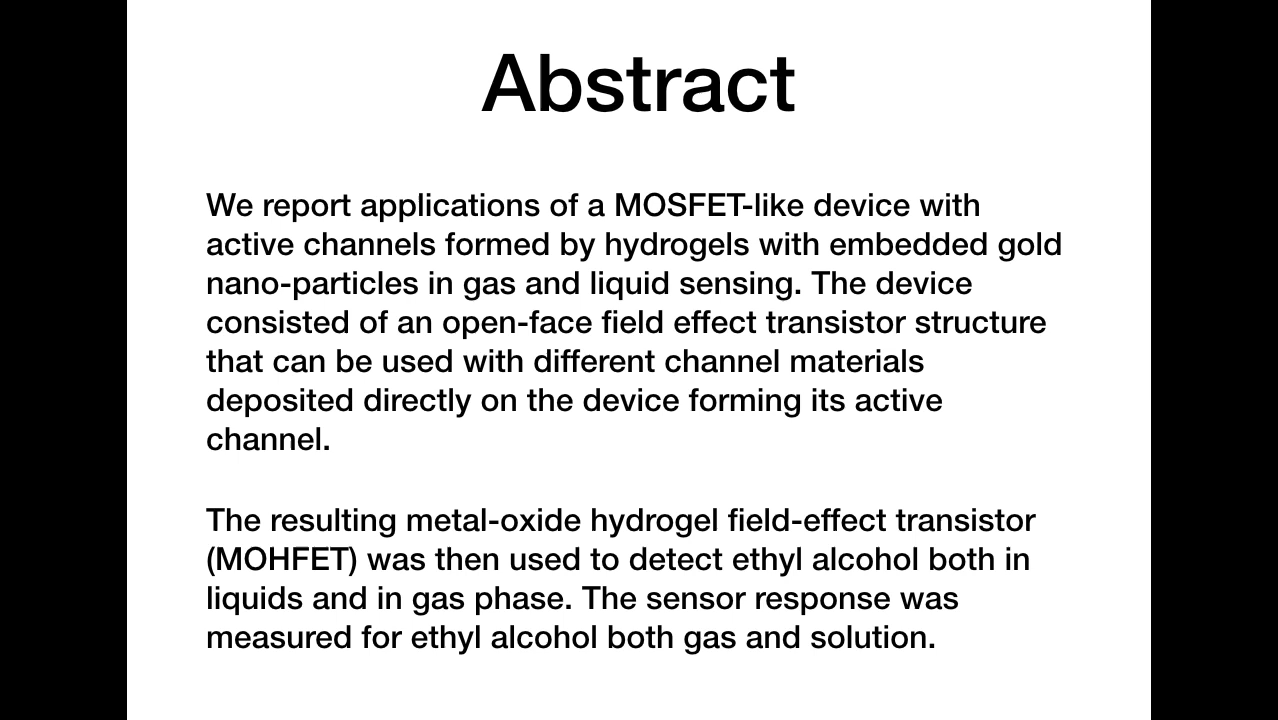 Abstract
We report applications of a MOSFET-like device with
active channels formed by hydrogels with embedded gold
nano-particles in gas and liquid sensing. The device
consisted of an open-face field effect transistor structure
that can be used with different channel materials
deposited directly on the device forming its active
channel.
The resulting metal-oxide hydrogel field-effect transistor
(MOHFET) was then used to detect ethyl alcohol both in
liquids and in gas phase. The sensor response was
measured for ethyl alcohol both gas and solution.